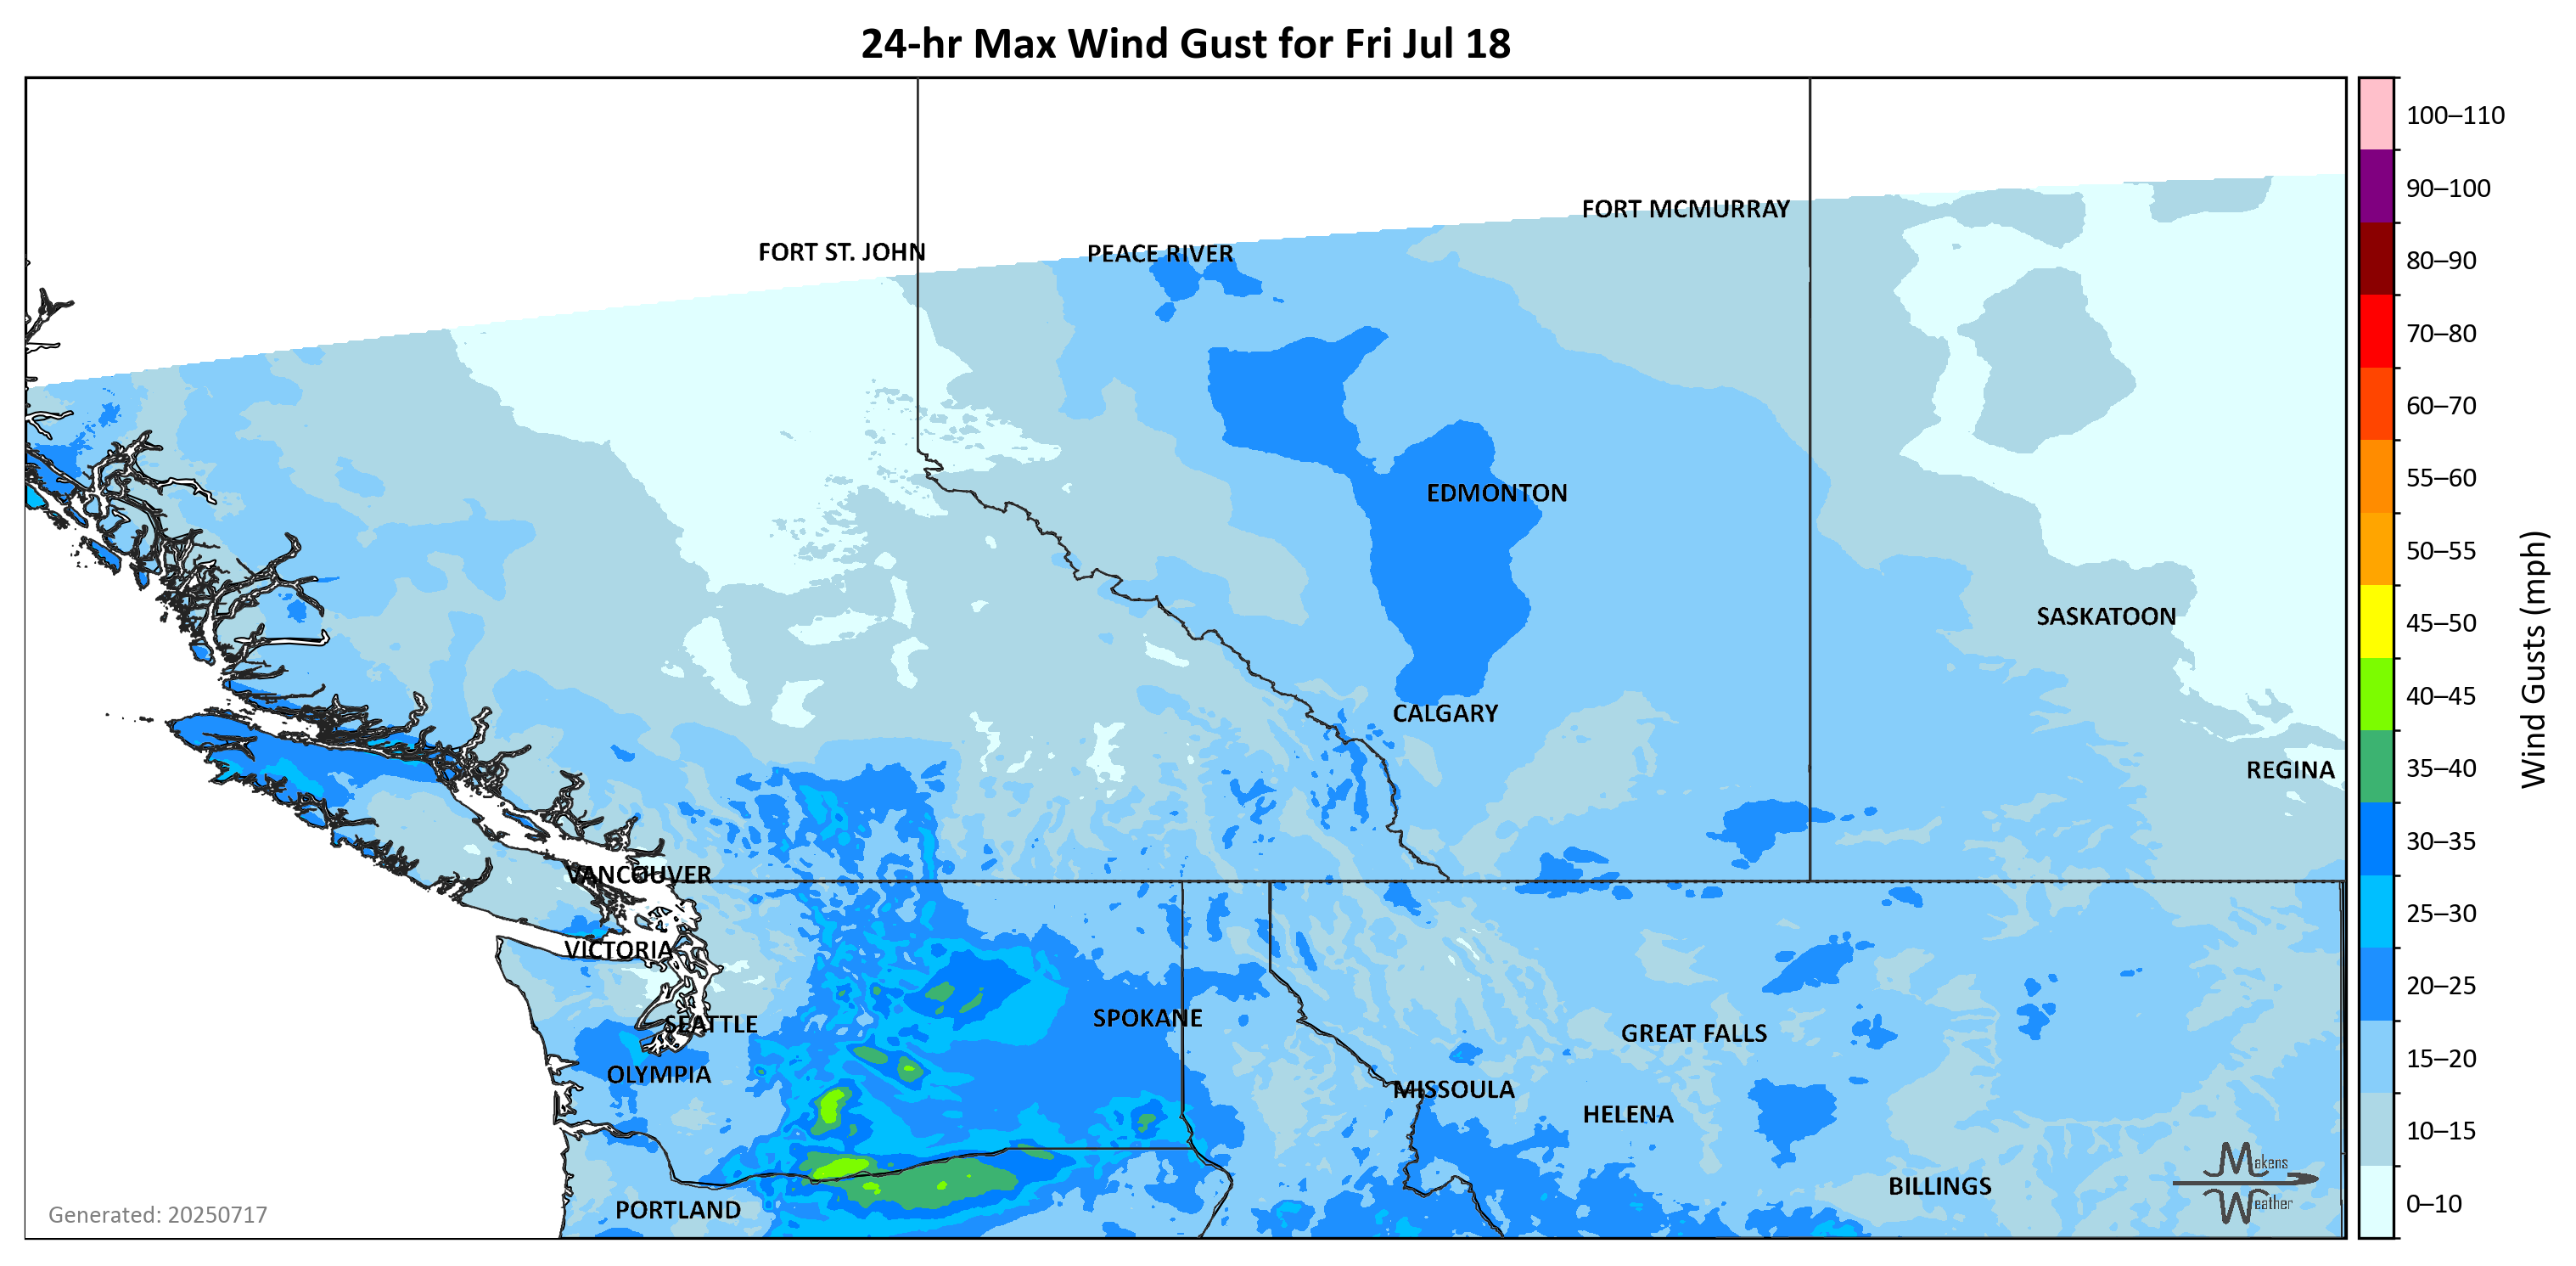 24-hr Max Wind Gust for Fri Jul 18
100–110
90–100
80–90
70–80
60–70
55–60
50–55
45–50
40–45
35–40
30–35
25–30
20–25
15–20
10–15
0–10
Wind Gusts (mph)
FORT MCMURRAY
FORT ST. JOHN
PEACE RIVER
EDMONTON
SASKATOON
CALGARY
REGINA
VANCOUVER
VICTORIA
SPOKANE
SEATTLE
GREAT FALLS
OLYMPIA
MISSOULA
HELENA
BILLINGS
PORTLAND
Makens
Weather
Generated: 20250717